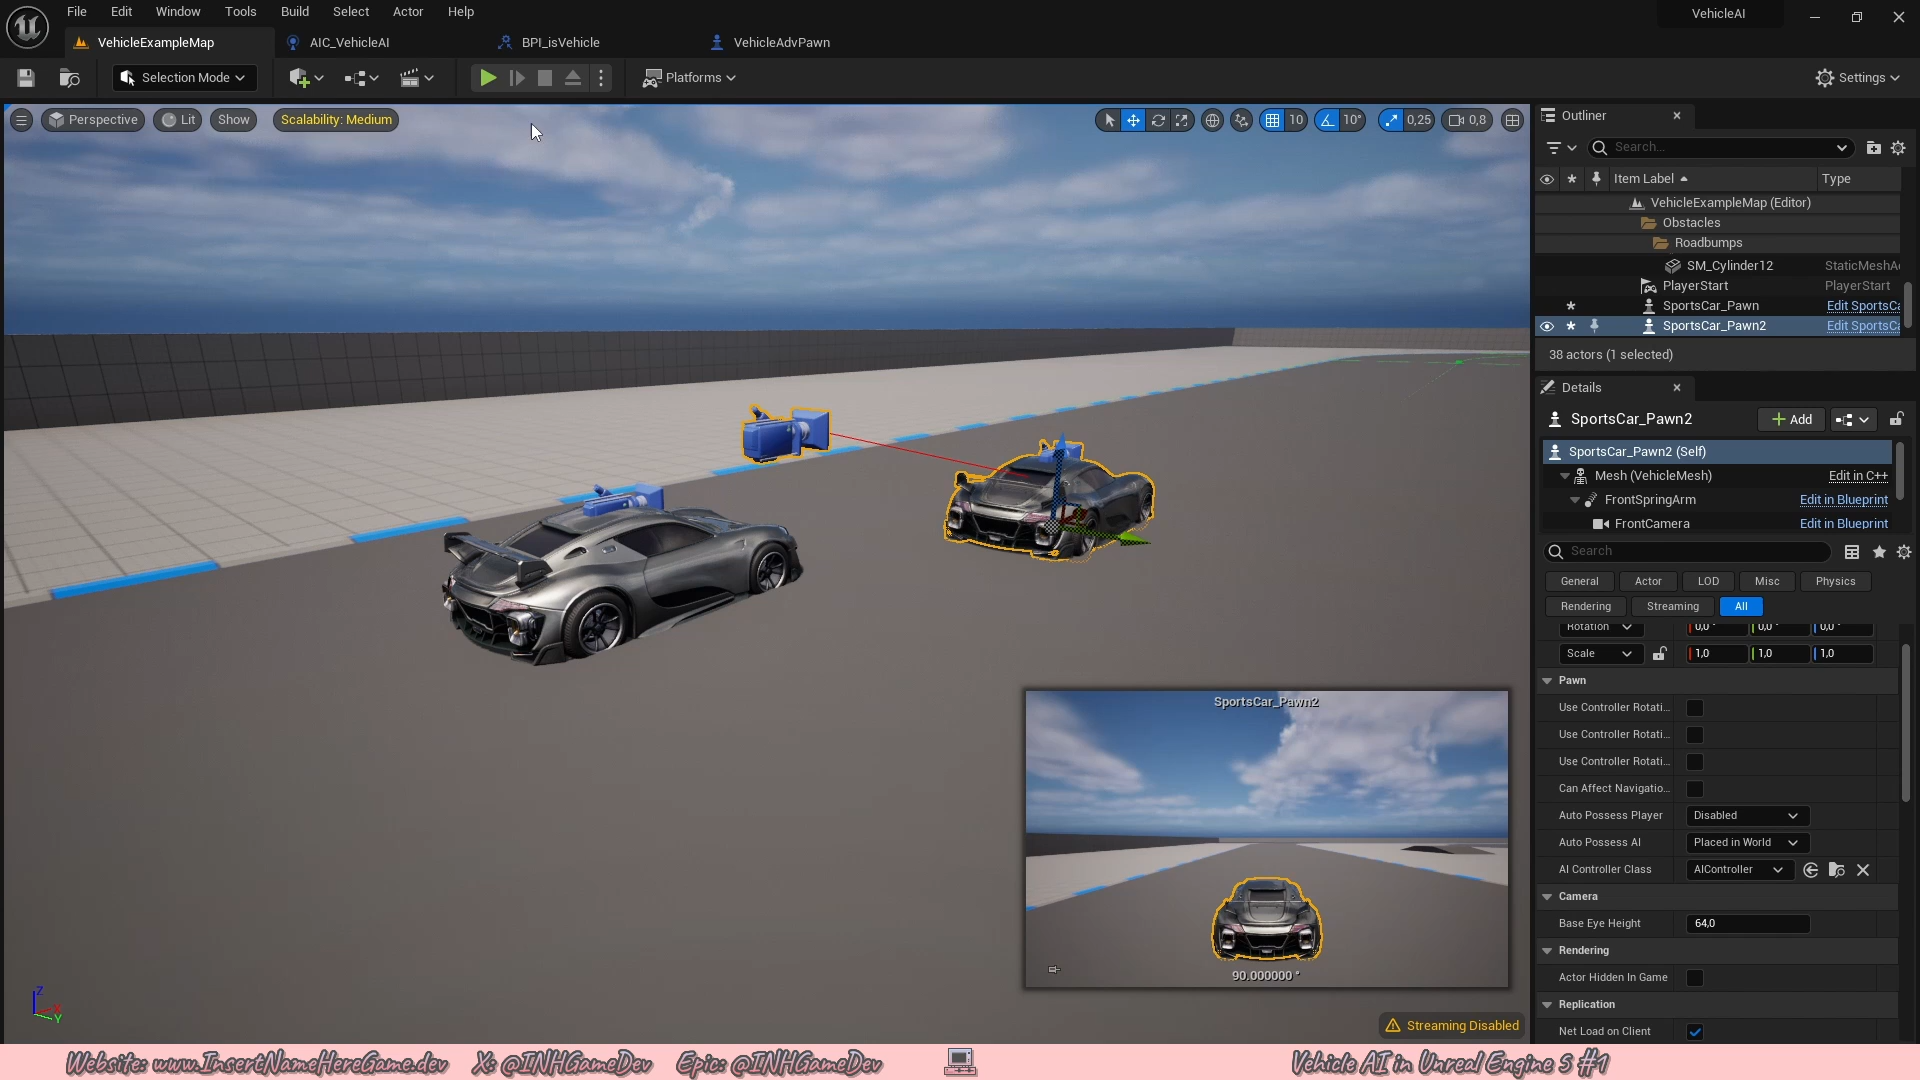 File Edit Window Tools Build Select Actor Help
VehicleAI
VehicleExampleMap AIC_VehicleAI BPI_isVehicle VehicleAdvPawn
Selection Mode Platforms Settings
Perspective Lit Show Scalability: Medium
10 10° 0,25 0,8
Outliner
Search...
Item Label Type
VehicleExampleMap (Editor)
Obstacles
Roadbumps
SM_Cylinder12 StaticMeshAc
PlayerStart PlayerStart
SportsCar_Pawn Edit SportsCa
SportsCar_Pawn2 Edit SportsCa
38 actors (1 selected)
Details
SportsCar_Pawn2 Add
SportsCar_Pawn2 (Self)
Mesh (VehicleMesh) Edit in C++
FrontSpringArm Edit in Blueprint
FrontCamera Edit in Blueprint
Search
General Actor LOD Misc Physics
Rendering Streaming All
Rotation 0,0° 0,0° 0,0°
Scale 1,0 1,0 1,0
Pawn
Use Controller Rotati...
Use Controller Rotati...
Use Controller Rotati...
Can Affect Navigatio...
Auto Possess Player Disabled
Auto Possess AI Placed in World
AI Controller Class AIController
Camera
Base Eye Height 64,0
Rendering
Actor Hidden In Game
Replication
Net Load on Client
SportsCar_Pawn2
90.000000 °
Streaming Disabled
X Y Z
Website: www.InsertNameHereGame.dev X: @INHGameDev Epic: @INHGameDev Vehicle AI in Unreal Engine 5 #1